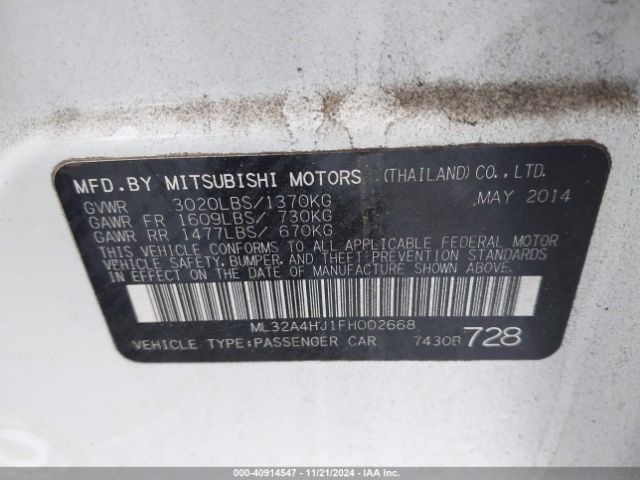 MFD. BY MITSUBISHI MOTORS (THAILAND) CO., LTD.
GVWR 3020LBS/1370KG MAY 2014
GAWR FR 1609LBS/ 730KG
GAWR RR 1477LBS/ 670KG
THIS VEHICLE CONFORMS TO ALL APPLICABLE FEDERAL MOTOR
VEHICLE SAFETY, BUMPER, AND THEFT PREVENTION STANDARDS
IN EFFECT ON THE DATE OF MANUFACTURE SHOWN ABOVE.
ML32A4HJ1FH002668
VEHICLE TYPE:PASSENGER CAR 7430B 728
000-40914547 - 11/21/2024 - IAAI.COM